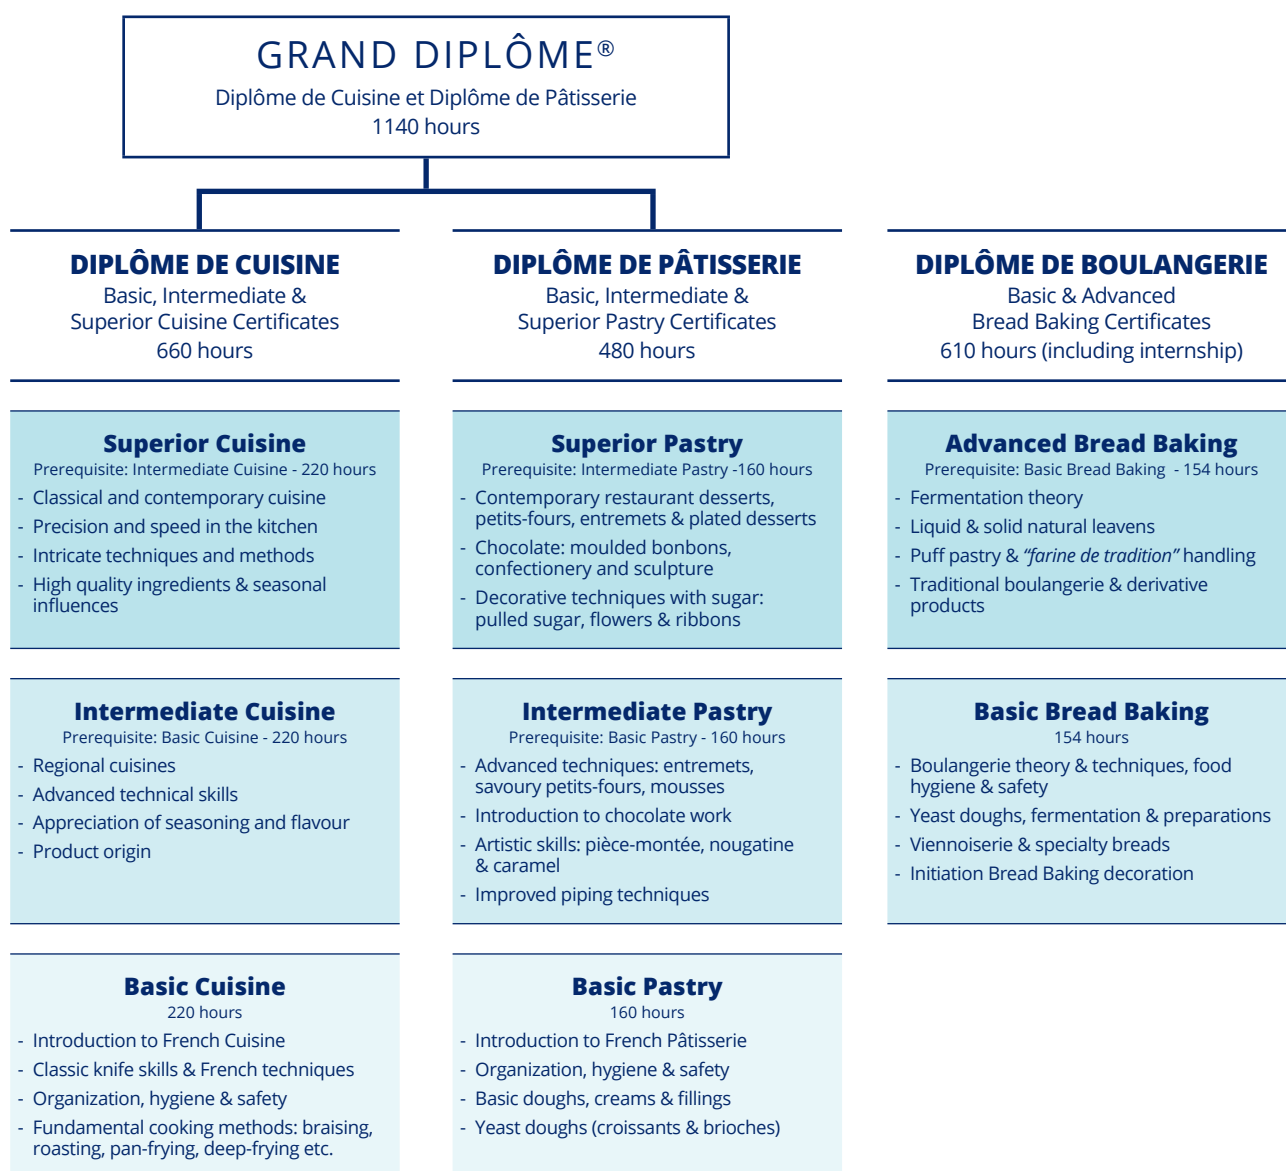 GRAND DIPLÔME®
Diplôme de Cuisine et Diplôme de Pâtisserie
1140 hours
DIPLÔME DE CUISINE
Basic, Intermediate &
Superior Cuisine Certificates
660 hours
DIPLÔME DE PÂTISSERIE
Basic, Intermediate &
Superior Pastry Certificates
480 hours
DIPLÔME DE BOULANGERIE
Basic & Advanced
Bread Baking Certificates
610 hours (including internship)
Superior Cuisine
Prerequisite: Intermediate Cuisine - 220 hours
- Classical and contemporary cuisine
- Precision and speed in the kitchen
- Intricate techniques and methods
- High quality ingredients & seasonal
influences
Superior Pastry
Prerequisite: Intermediate Pastry -160 hours
- Contemporary restaurant desserts,
petits-fours, entremets & plated desserts
- Chocolate: moulded bonbons,
confectionery and sculpture
- Decorative techniques with sugar:
pulled sugar, flowers & ribbons
Advanced Bread Baking
Prerequisite: Basic Bread Baking - 154 hours
- Fermentation theory
- Liquid & solid natural leavens
- Puff pastry & “farine de tradition” handling
- Traditional boulangerie & derivative
products
Intermediate Cuisine
Prerequisite: Basic Cuisine - 220 hours
- Regional cuisines
- Advanced technical skills
- Appreciation of seasoning and flavour
- Product origin
Intermediate Pastry
Prerequisite: Basic Pastry - 160 hours
- Advanced techniques: entremets,
savoury petits-fours, mousses
- Introduction to chocolate work
- Artistic skills: pièce-montée, nougatine
& caramel
- Improved piping techniques
Basic Bread Baking
154 hours
- Boulangerie theory & techniques, food
hygiene & safety
- Yeast doughs, fermentation & preparations
- Viennoiserie & specialty breads
- Initiation Bread Baking decoration
Basic Cuisine
220 hours
- Introduction to French Cuisine
- Classic knife skills & French techniques
- Organization, hygiene & safety
- Fundamental cooking methods: braising,
roasting, pan-frying, deep-frying etc.
Basic Pastry
160 hours
- Introduction to French Pâtisserie
- Organization, hygiene & safety
- Basic doughs, creams & fillings
- Yeast doughs (croissants & brioches)